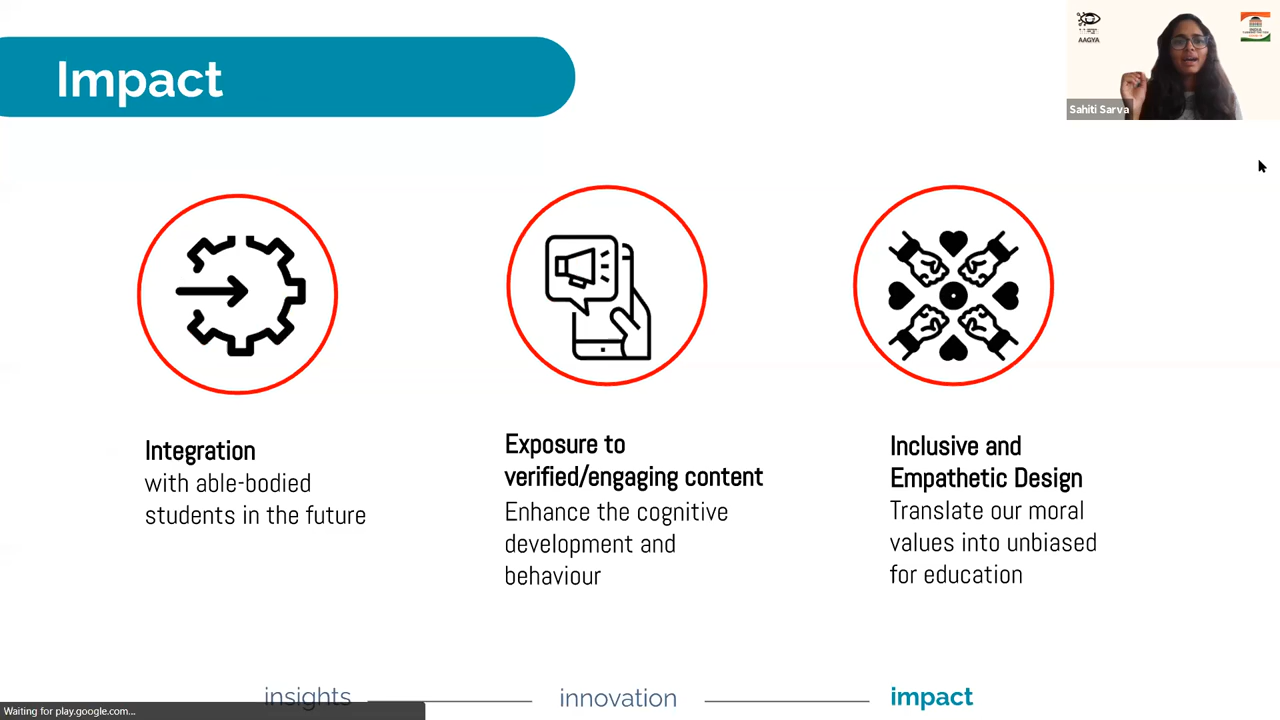 Impact
AAGYA
Sahiti Sarva
Integration
with able-bodied
students in the future
Exposure to
verified/engaging content
Enhance the cognitive
development and
behaviour
Inclusive and
Empathetic Design
Translate our moral
values into unbiased
for education
insights
innovation
impact
Waiting for play.google.com...